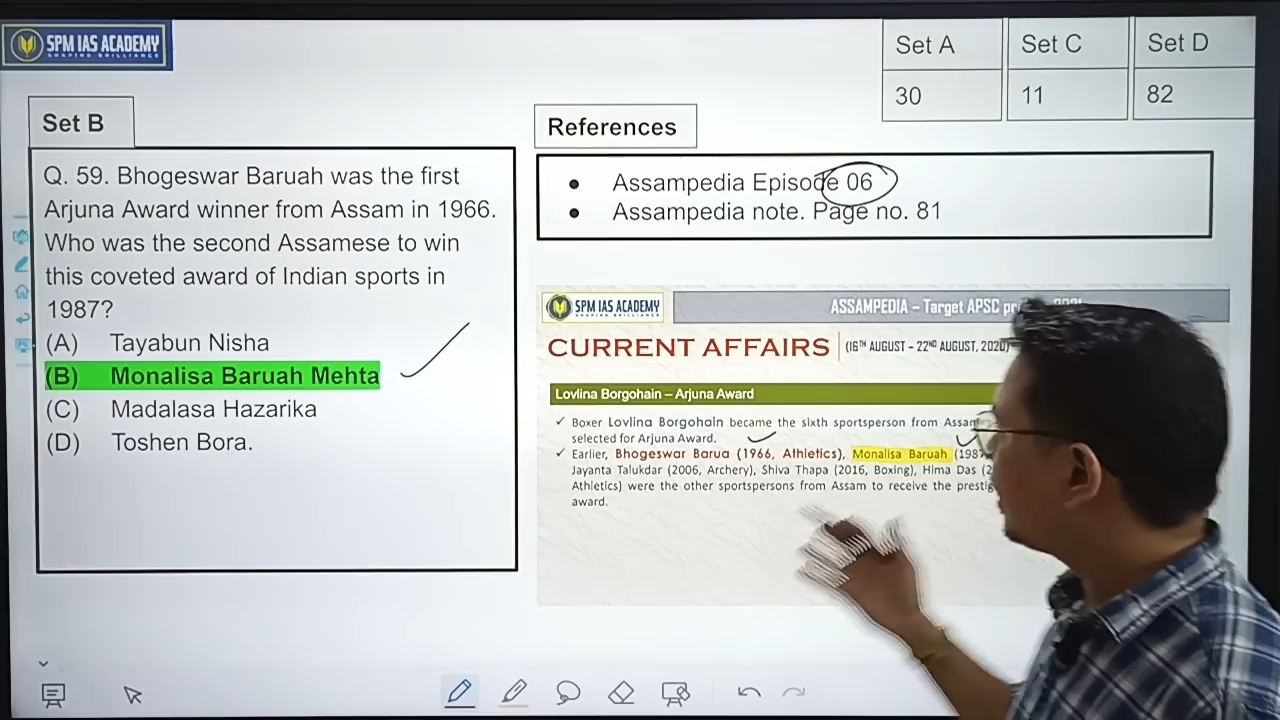 SPM IAS ACADEMY
SHAPING BRILLIANCE
Set A
Set C
Set D
30
11
82
Set B
Q. 59. Bhogeswar Baruah was the first
Arjuna Award winner from Assam in 1966.
Who was the second Assamese to win
this coveted award of Indian sports in
1987?
(A) Tayabun Nisha
(B) Monalisa Baruah Mehta
(C) Madalasa Hazarika
(D) Toshen Bora.
References
• Assampedia Episode 06
• Assampedia note. Page no. 81
SPM IAS ACADEMY
ASSAMPEDIA – Target APSC
CURRENT AFFAIRS (16TH AUGUST – 22ND AUGUST, 2020)
Lovlina Borgohain – Arjuna Award
✓ Boxer Lovlina Borgohain became the sixth sportsperson from Assam
selected for Arjuna Award.
✓ Earlier, Bhogeswar Barua (1966, Athletics), Monalisa Baruah (1987,
Jayanta Talukdar (2006, Archery), Shiva Thapa (2016, Boxing), Hima Das
Athletics) were the other sportspersons from Assam to receive the
award.